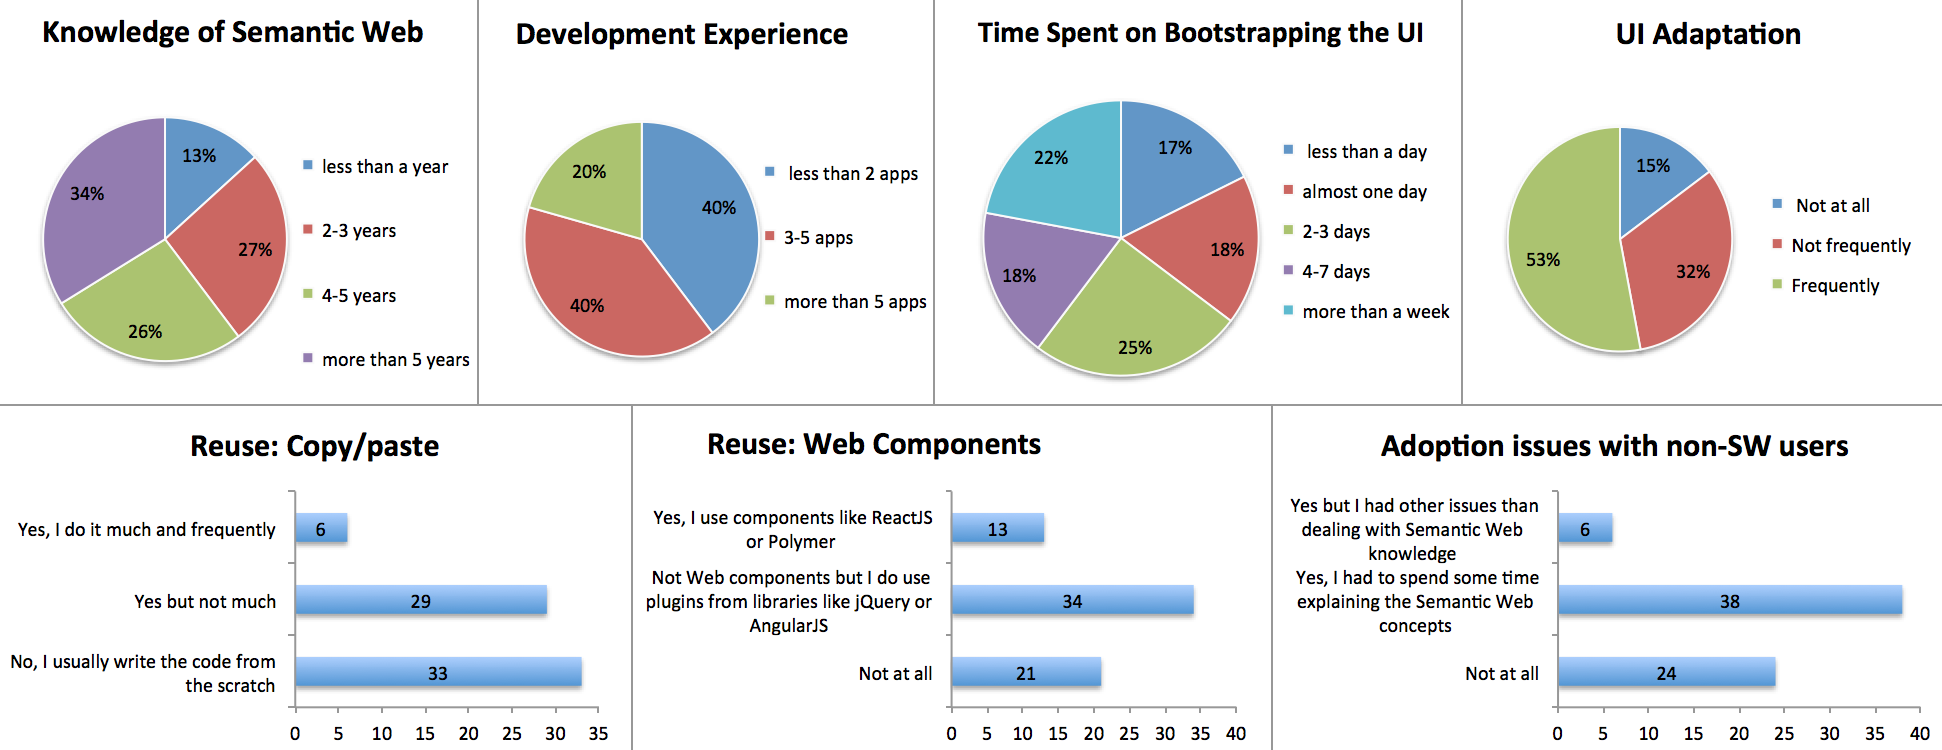 Knowledge of Semantic Web
13%
27%
26%
34%
less than a year
2-3 years
4-5 years
more than 5 years
Development Experience
40%
40%
20%
less than 2 apps
3-5 apps
more than 5 apps
Time Spent on Bootstrapping the UI
17%
18%
25%
18%
22%
less than a day
almost one day
2-3 days
4-7 days
more than a week
UI Adaptation
15%
32%
53%
Not at all
Not frequently
Frequently
Reuse: Copy/paste
Yes, I do it much and frequently
6
Yes but not much
29
No, I usually write the code from
the scratch
33
0 5 10 15 20 25 30 35
Reuse: Web Components
Yes, I use components like ReactJS
or Polymer
13
Not Web components but I do use
plugins from libraries like jQuery or
AngularJS
34
Not at all
21
0 5 10 15 20 25 30 35 40
Adoption issues with non-SW users
Yes but I had other issues than
dealing with Semantic Web
knowledge
6
Yes, I had to spend some time
explaining the Semantic Web
concepts
38
Not at all
24
0 5 10 15 20 25 30 35 40